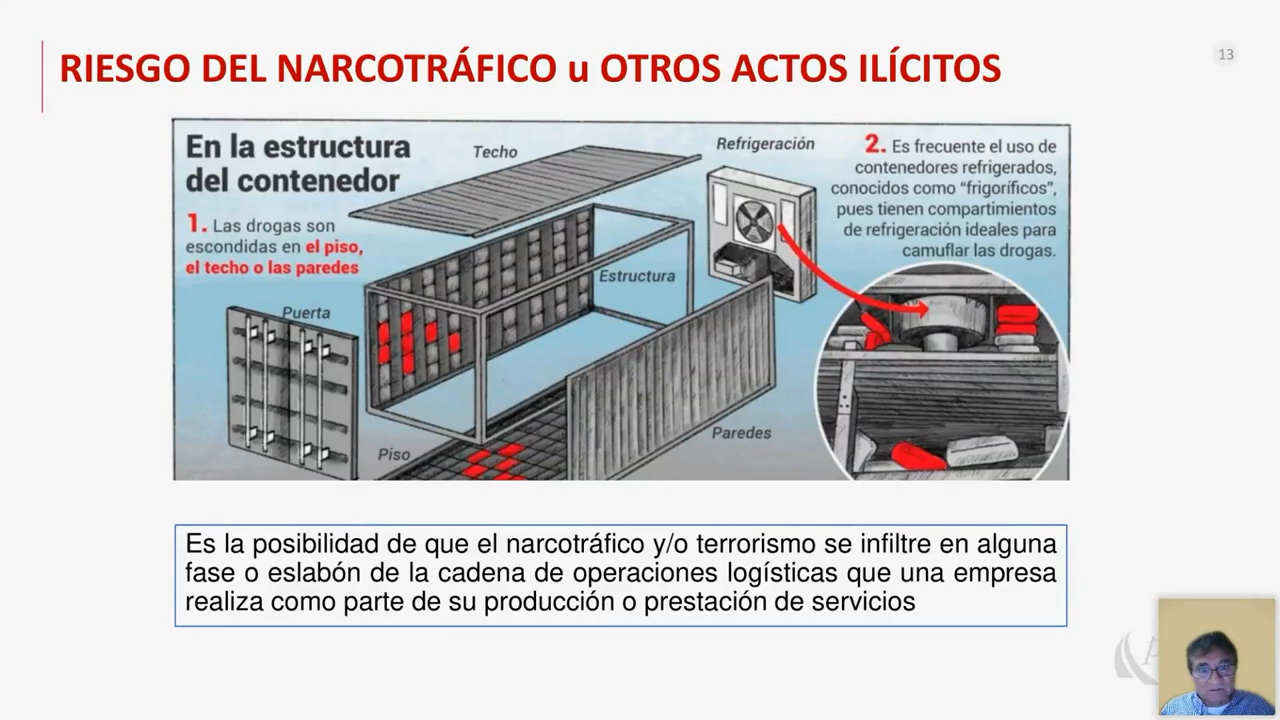 RIESGO DEL NARCOTRÁFICO u OTROS ACTOS ILÍCITOS
13
En la estructura
del contenedor
1. Las drogas son
escondidas en el piso,
el techo o las paredes
Techo
Refrigeración
2. Es frecuente el uso de
contenedores refrigerados,
conocidos como “frigoríficos”,
pues tienen compartimientos
de refrigeración ideales para
camuflar las drogas.
Estructura
Puerta
Paredes
Piso
Es la posibilidad de que el narcotráfico y/o terrorismo se infiltre en alguna
fase o eslabón de la cadena de operaciones logísticas que una empresa
realiza como parte de su producción o prestación de servicios